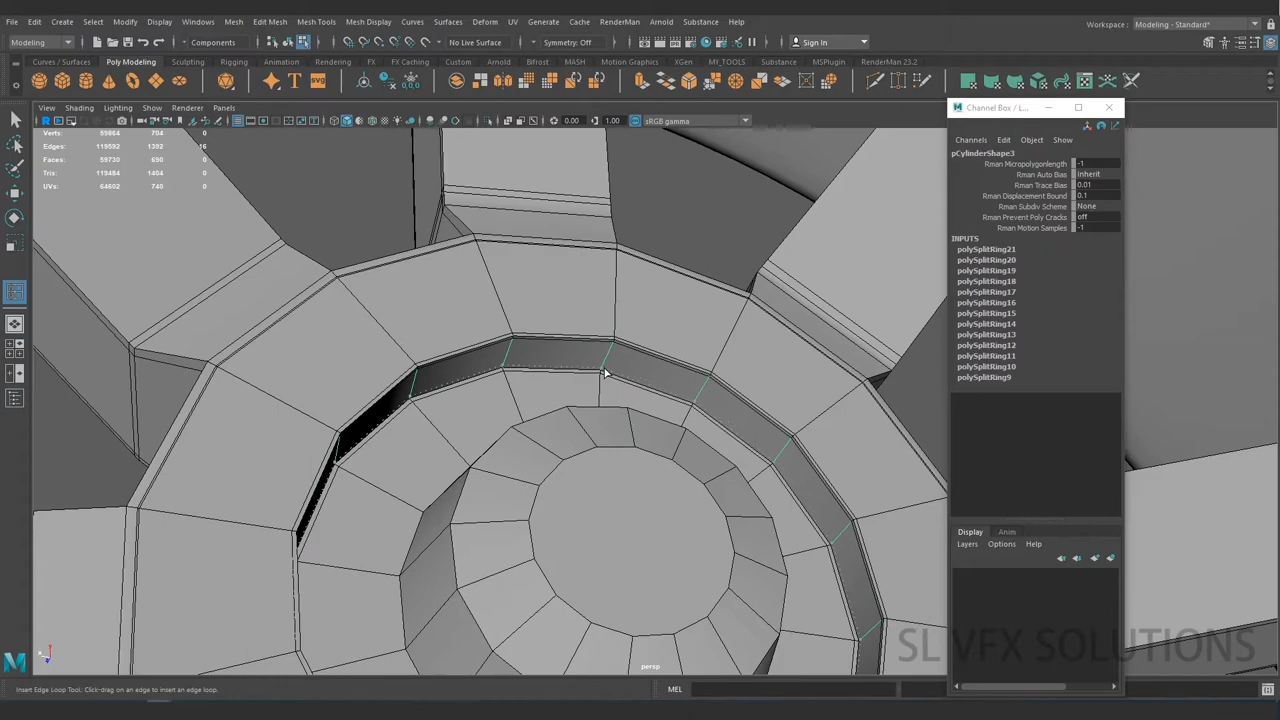 File Edit Create Select Modify Display Windows Mesh Edit Mesh Mesh Tools Mesh Display Curves Surfaces Deform UV Generate Cache RenderMan Arnold Substance Help
Workspace : Modeling - Standard*
Modeling Components No Live Surface Symmetry: Off Sign In
Curves / Surfaces Poly Modeling Sculpting Rigging Animation Rendering FX FX Caching Custom Arnold Bifrost MASH Motion Graphics XGen MY_TOOLS Substance MSPlugin RenderMan 23.2
SVG
View Shading Lighting Show Renderer Panels
0.00 1.00 sRGB gamma
Verts: 59864 704 0
Edges: 119592 1392 16
Faces: 59730 690 0
Tris: 119484 1404 0
UVs: 64602 740 0
Channel Box / L...
Channels Edit Object Show
pCylinderShape3
Rman Micropolygonlength -1
Rman Auto Bias Inherit
Rman Trace Bias 0.01
Rman Displacement Bound 0.1
Rman Subdiv Scheme None
Rman Prevent Poly Cracks off
Rman Motion Samples -1
INPUTS
polySplitRing21
polySplitRing20
polySplitRing19
polySplitRing18
polySplitRing17
polySplitRing16
polySplitRing15
polySplitRing14
polySplitRing13
polySplitRing12
polySplitRing11
polySplitRing10
polySplitRing9
Display Anim
Layers Options Help
SL VFX SOLUTIONS
persp
Insert Edge Loop Tool: Click-drag on an edge to insert an edge loop.
MEL